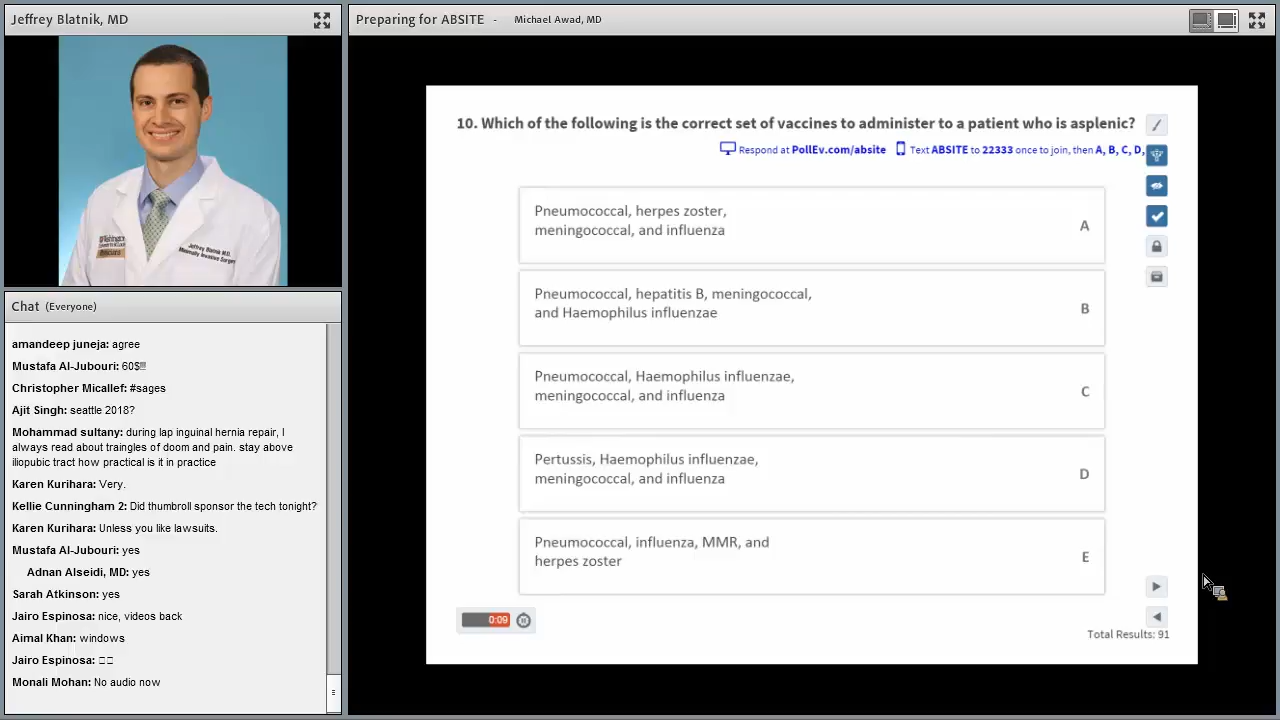 Jeffrey Blatnik, MD
Preparing for ABSITE - Michael Awad, MD
Jeffrey Blatnik M.D.
Minimally Invasive Surgery
Chat (Everyone)
amandeep juneja: agree
Mustafa Al-Jubouri: 60$!!!
Christopher Micallef: #sages
Ajit Singh: seattle 2018?
Mohammad sultany: during lap inguinal hernia repair, I
always read about traingles of doom and pain. stay above
iliopubic tract how practical is it in practice
Karen Kurihara: Very.
Kellie Cunningham 2: Did thumbroll sponsor the tech tonight?
Karen Kurihara: Unless you like lawsuits.
Mustafa Al-Jubouri: yes
Adnan Alseidi, MD: yes
Sarah Atkinson: yes
Jairo Espinosa: nice, videos back
Aimal Khan: windows
Jairo Espinosa: 
Monali Mohan: No audio now
10. Which of the following is the correct set of vaccines to administer to a patient who is asplenic?
Respond at PollEv.com/absite Text ABSITE to 22333 once to join, then A, B, C, D,
Pneumococcal, herpes zoster,
meningococcal, and influenza
A
Pneumococcal, hepatitis B, meningococcal,
and Haemophilus influenzae
B
Pneumococcal, Haemophilus influenzae,
meningococcal, and influenza
C
Pertussis, Haemophilus influenzae,
meningococcal, and influenza
D
Pneumococcal, influenza, MMR, and
herpes zoster
E
0:09
Total Results: 91